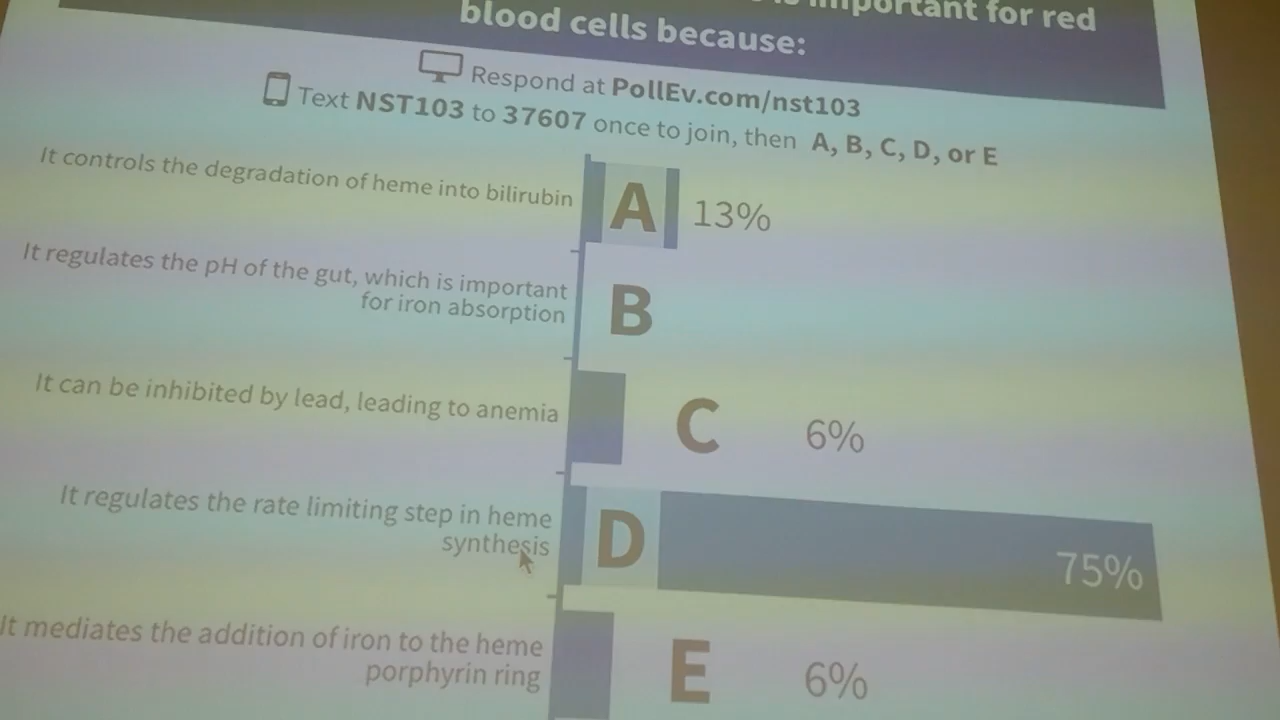 important for red
blood cells because:
Respond at PollEv.com/nst103
Text NST103 to 37607 once to join, then A, B, C, D, or E
It controls the degradation of heme into bilirubin
A 13%
It regulates the pH of the gut, which is important
for iron absorption
B
It can be inhibited by lead, leading to anemia
C 6%
It regulates the rate limiting step in heme
synthesis
D 75%
It mediates the addition of iron to the heme
porphyrin ring
E 6%